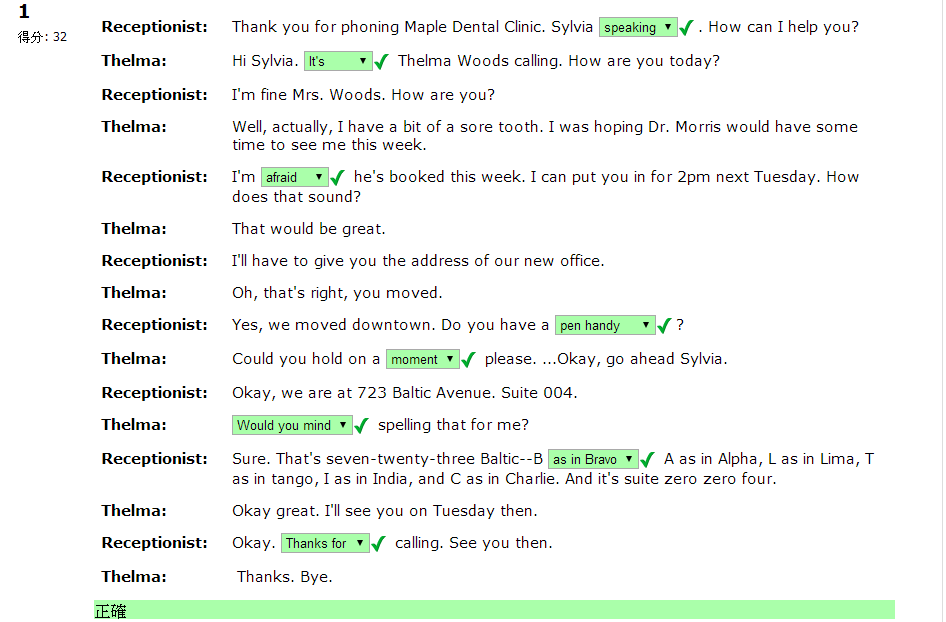 1
得分: 32
Receptionist: Thank you for phoning Maple Dental Clinic. Sylvia speaking . How can I help you?
Thelma: Hi Sylvia. It's Thelma Woods calling. How are you today?
Receptionist: I'm fine Mrs. Woods. How are you?
Thelma: Well, actually, I have a bit of a sore tooth. I was hoping Dr. Morris would have some
time to see me this week.
Receptionist: I'm afraid he's booked this week. I can put you in for 2pm next Tuesday. How
does that sound?
Thelma: That would be great.
Receptionist: I'll have to give you the address of our new office.
Thelma: Oh, that's right, you moved.
Receptionist: Yes, we moved downtown. Do you have a pen handy ?
Thelma: Could you hold on a moment please. ...Okay, go ahead Sylvia.
Receptionist: Okay, we are at 723 Baltic Avenue. Suite 004.
Thelma: Would you mind spelling that for me?
Receptionist: Sure. That's seven-twenty-three Baltic--B as in Bravo A as in Alpha, L as in Lima, T
as in tango, I as in India, and C as in Charlie. And it's suite zero zero four.
Thelma: Okay great. I'll see you on Tuesday then.
Receptionist: Okay. Thanks for calling. See you then.
Thelma: Thanks. Bye.
正確